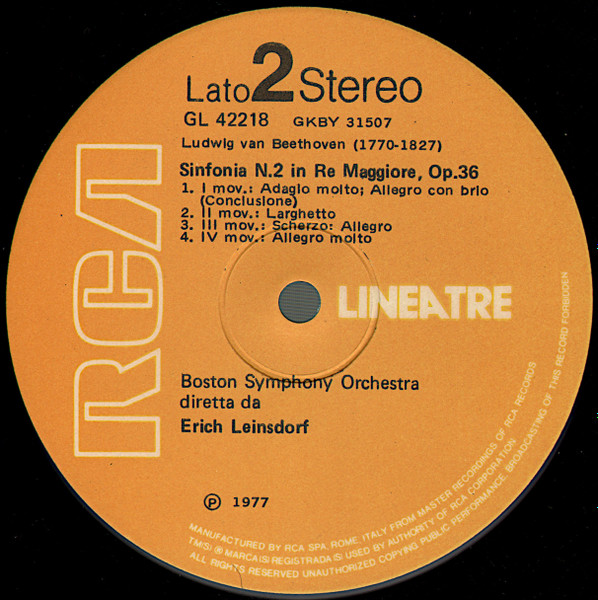 Lato 2 Stereo
GL 42218 GKBY 31507
Ludwig van Beethoven (1770-1827)
Sinfonia N.2 in Re Maggiore, Op.36
1. I mov.: Adagio molto; Allegro con brio
(Conclusione)
2. II mov.: Larghetto
3. III mov.: Scherzo: Allegro
4. IV mov.: Allegro molto
RCA
LINEATRE
Boston Symphony Orchestra
diretta da
Erich Leinsdorf
℗ 1977
MANUFACTURED BY RCA SPA, ROME, ITALY FROM MASTER RECORDINGS OF RCA RECORDS
TM(S) ® MARCA(S) REGISTRADA(S) USED BY AUTHORITY OF RCA CORPORATION
ALL RIGHTS RESERVED UNAUTHORIZED COPYING, PUBLIC PERFORMANCE, BROADCASTING OF THIS RECORD FORBIDDEN